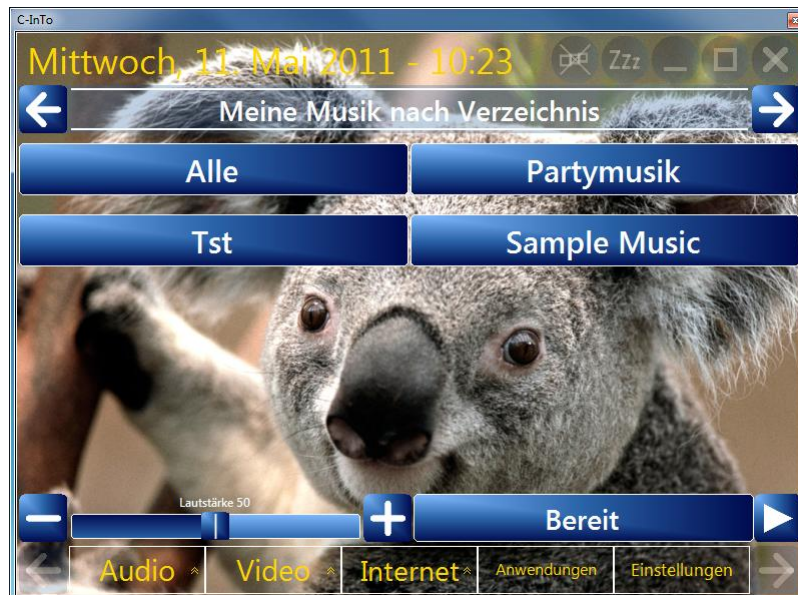 C-InTo
Mittwoch, 11. Mai 2011 - 10:23
Zzz
Meine Musik nach Verzeichnis
Alle
Partymusik
Tst
Sample Music
Lautstärke 50
Bereit
Audio
Video
Internet
Anwendungen
Einstellungen